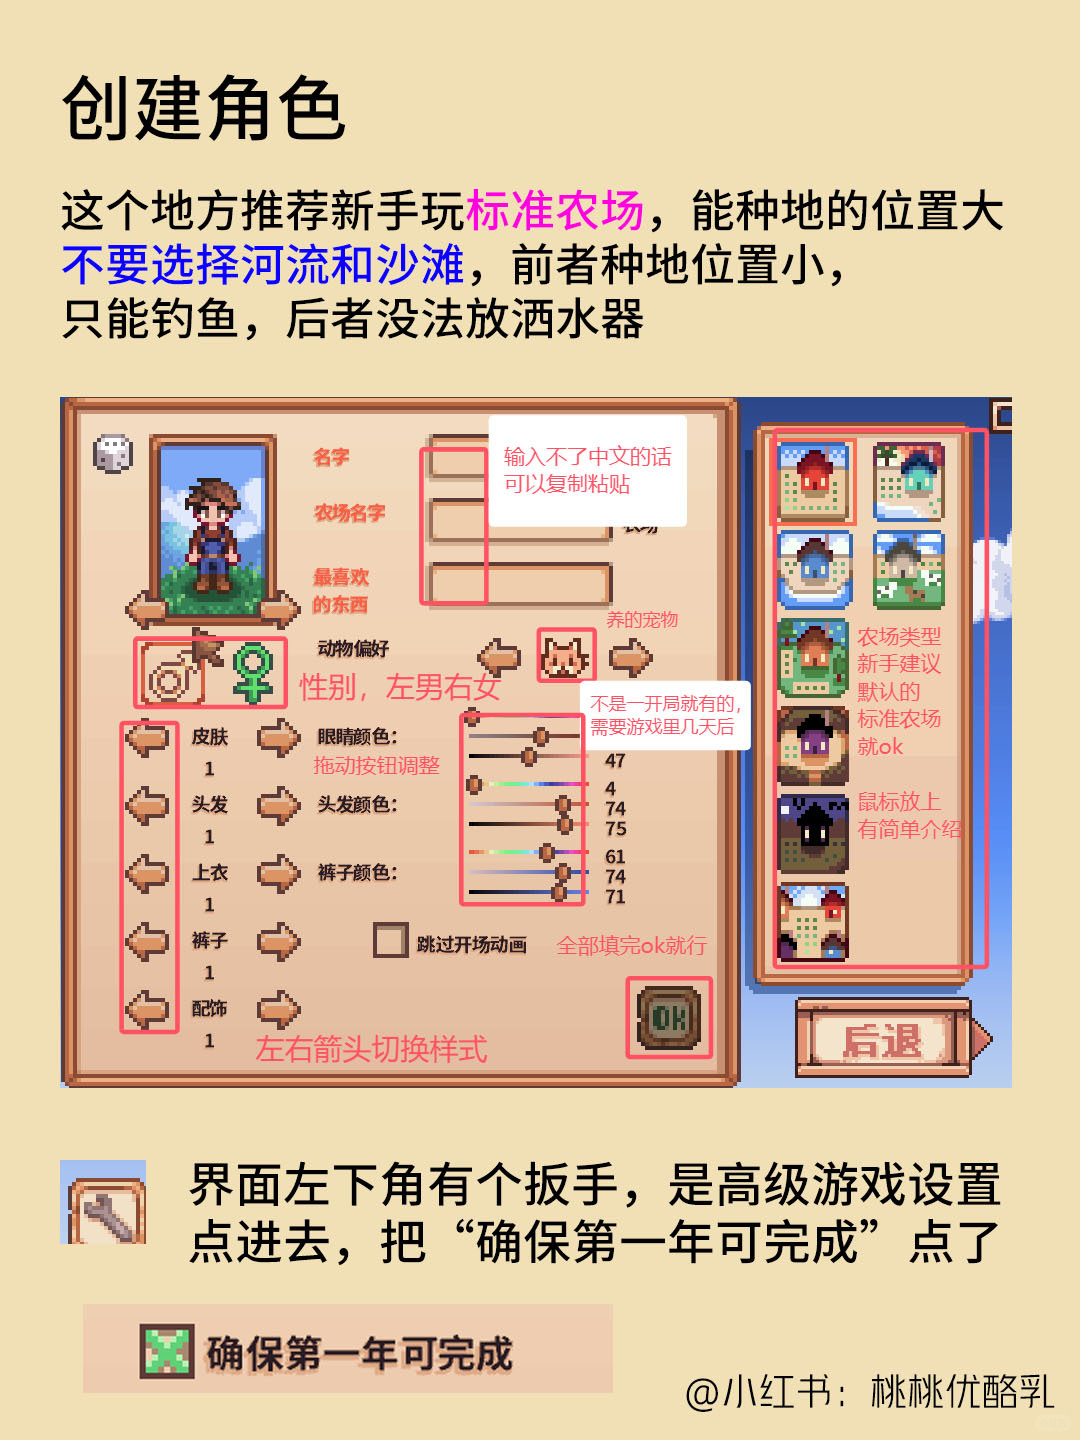 创建角色
这个地方推荐新手玩标准农场，能种地的位置大
不要选择河流和沙滩，前者种地位置小，
只能钓鱼，后者没法放洒水器
名字
输入不了中文的话
可以复制粘贴
农场名字
农场
最喜欢
的东西
养的宠物
动物偏好
性别，左男右女
不是一开局就有的，
需要游戏里几天后
皮肤
1
眼睛颜色：
拖动按钮调整
47
头发
1
头发颜色：
4
74
75
上衣
1
裤子颜色：
61
74
71
裤子
1
跳过开场动画
全部填完ok就行
配饰
1
左右箭头切换样式
OK
农场类型
新手建议
默认的
标准农场
就ok
鼠标放上
有简单介绍
后退
界面左下角有个扳手，是高级游戏设置
点进去，把“确保第一年可完成”点了
确保第一年可完成
@小红书：桃桃优酪乳